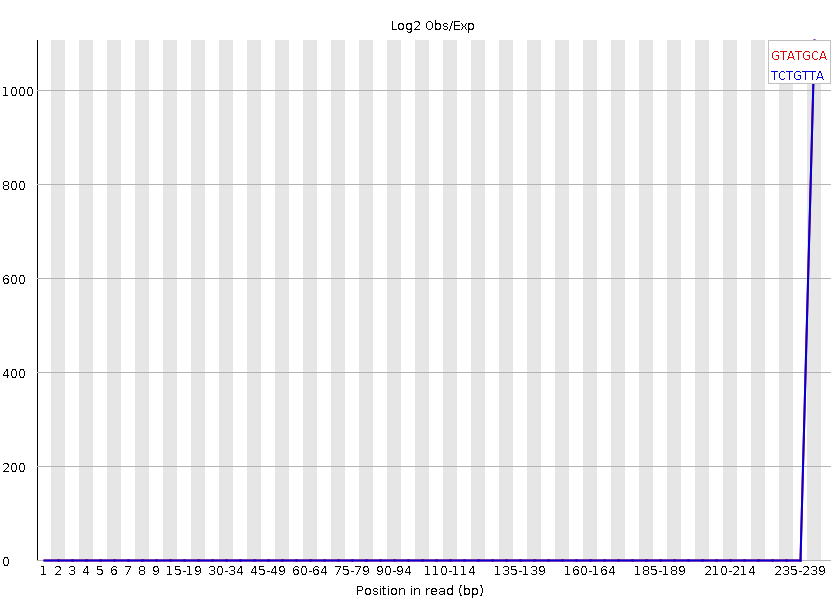 Log2 Obs/Exp
GTATGCA
TCTGTTA
1000
800
600
400
200
0
1 2 3 4 5 6 7 8 9 15-19 30-34 45-49 60-64 75-79 90-94 110-114 135-139 160-164 185-189 210-214 235-239
Position in read (bp)